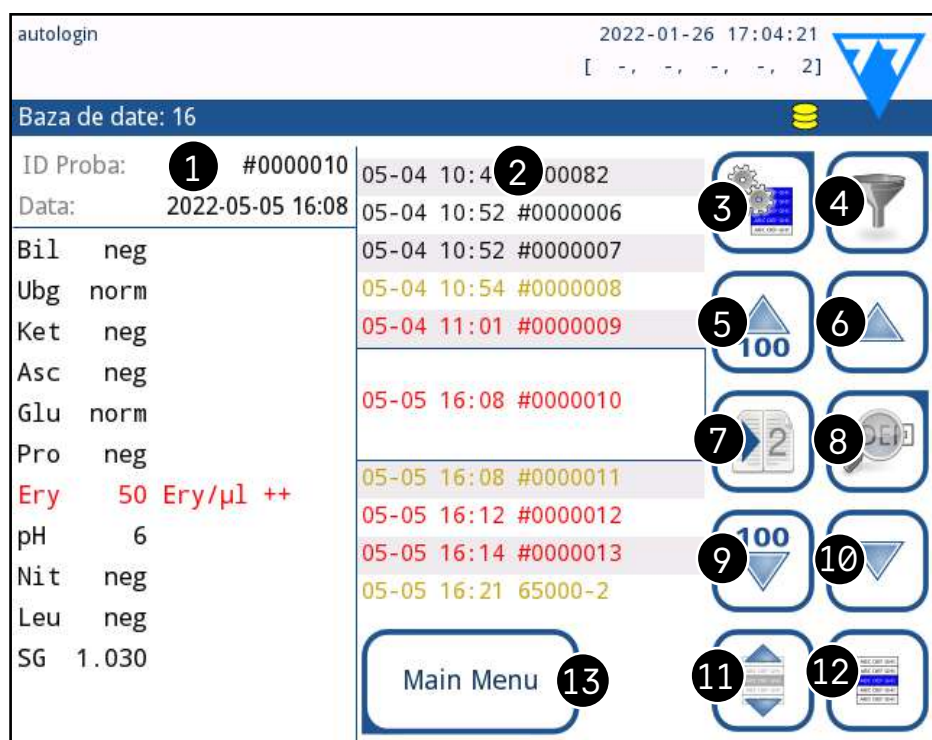 autologin
2022-01-26 17:04:21
[ -, -, -, -, 2]
Baza de date: 16
ID Proba: 1 #0000010
Data: 2022-05-05 16:08
Bil neg
Ubg norm
Ket neg
Asc neg
Glu norm
Pro neg
Ery 50 Ery/µl ++
pH 6
Nit neg
Leu neg
SG 1.030
05-04 10:4 2 00082
05-04 10:52 #0000006
05-04 10:52 #0000007
05-04 10:54 #0000008
05-04 11:01 #0000009
05-05 16:08 #0000010
05-05 16:08 #0000011
05-05 16:12 #0000012
05-05 16:14 #0000013
05-05 16:21 65000-2
Main Menu 13
3
4
5 100
6
7 2
8
9 100
10
11
12